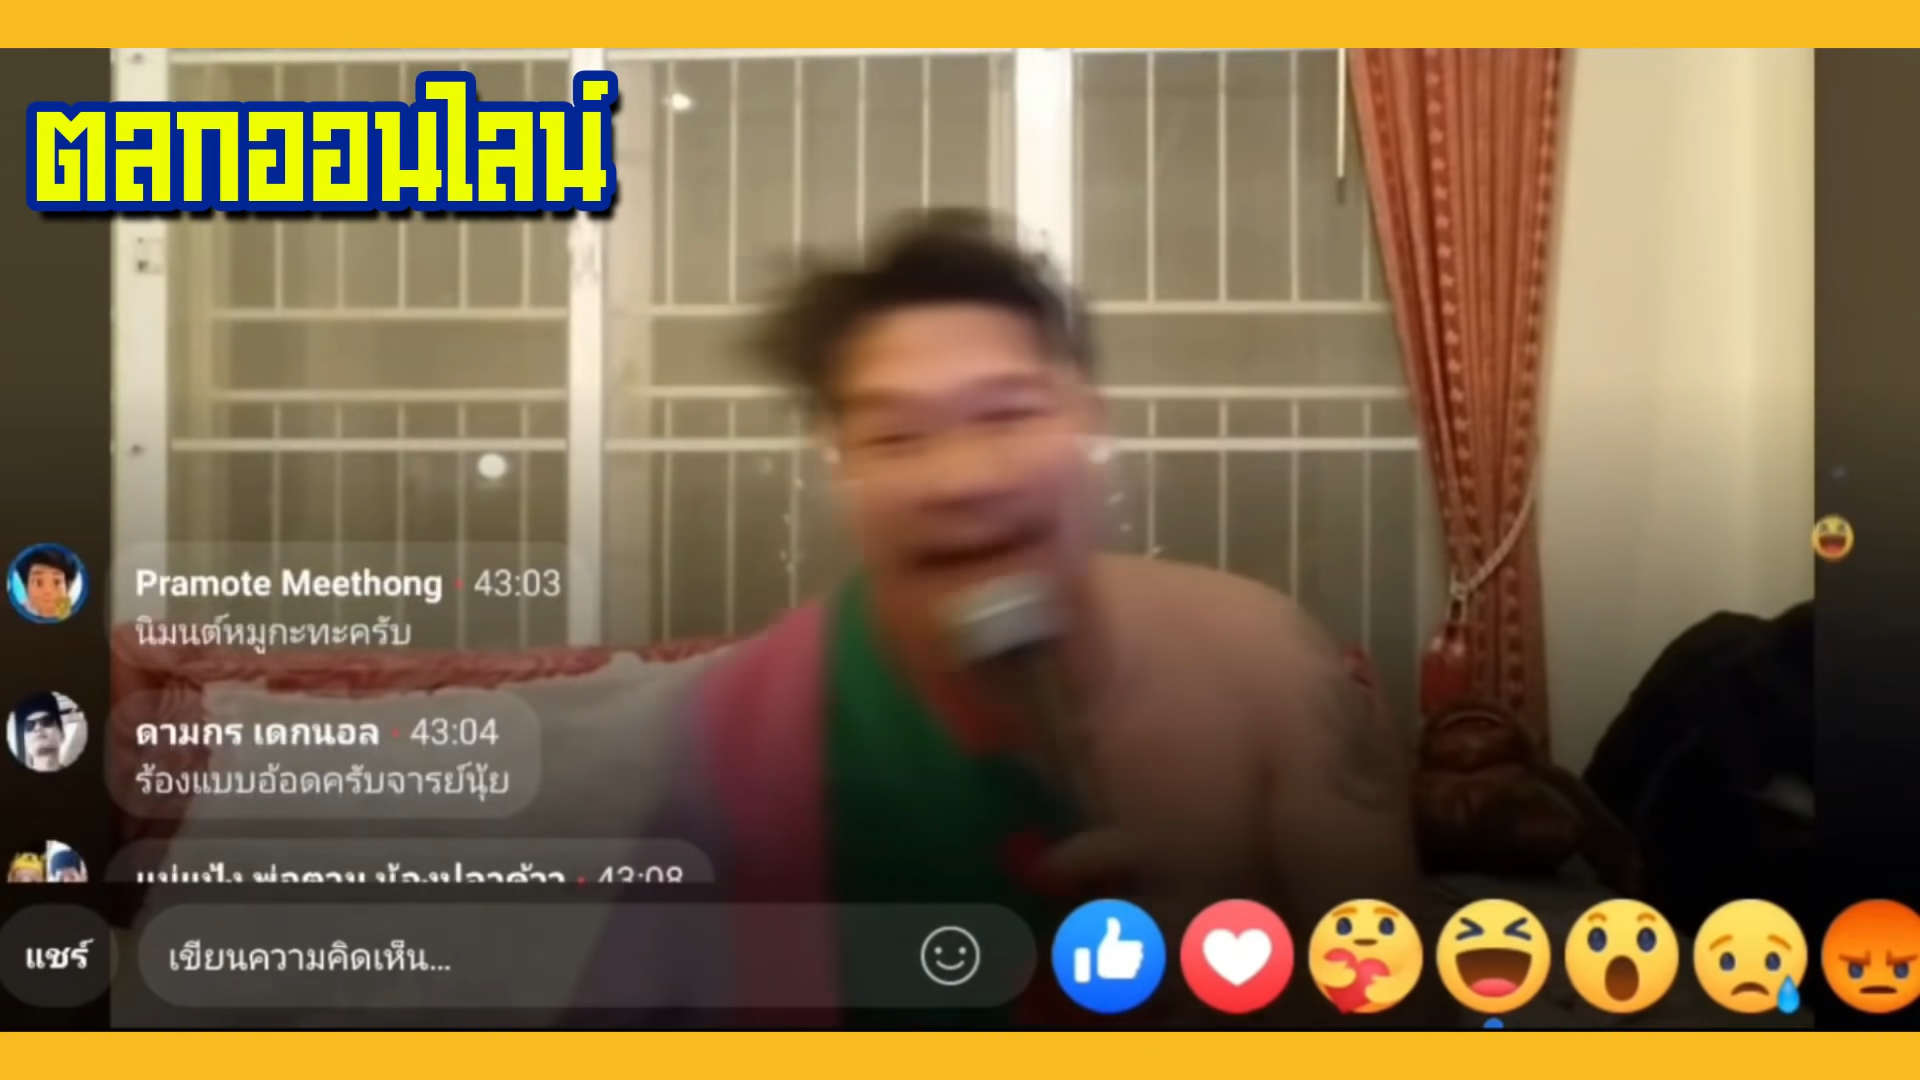 ตลกออนไลน์
Pramote Meethong • 43:03
นิมนต์หมูกะทะครับ
ดามกร เดกนอล • 43:04
ร้องแบบอ้อดครับจารย์นุ้ย
43:08
แชร์
เขียนความคิดเห็น...